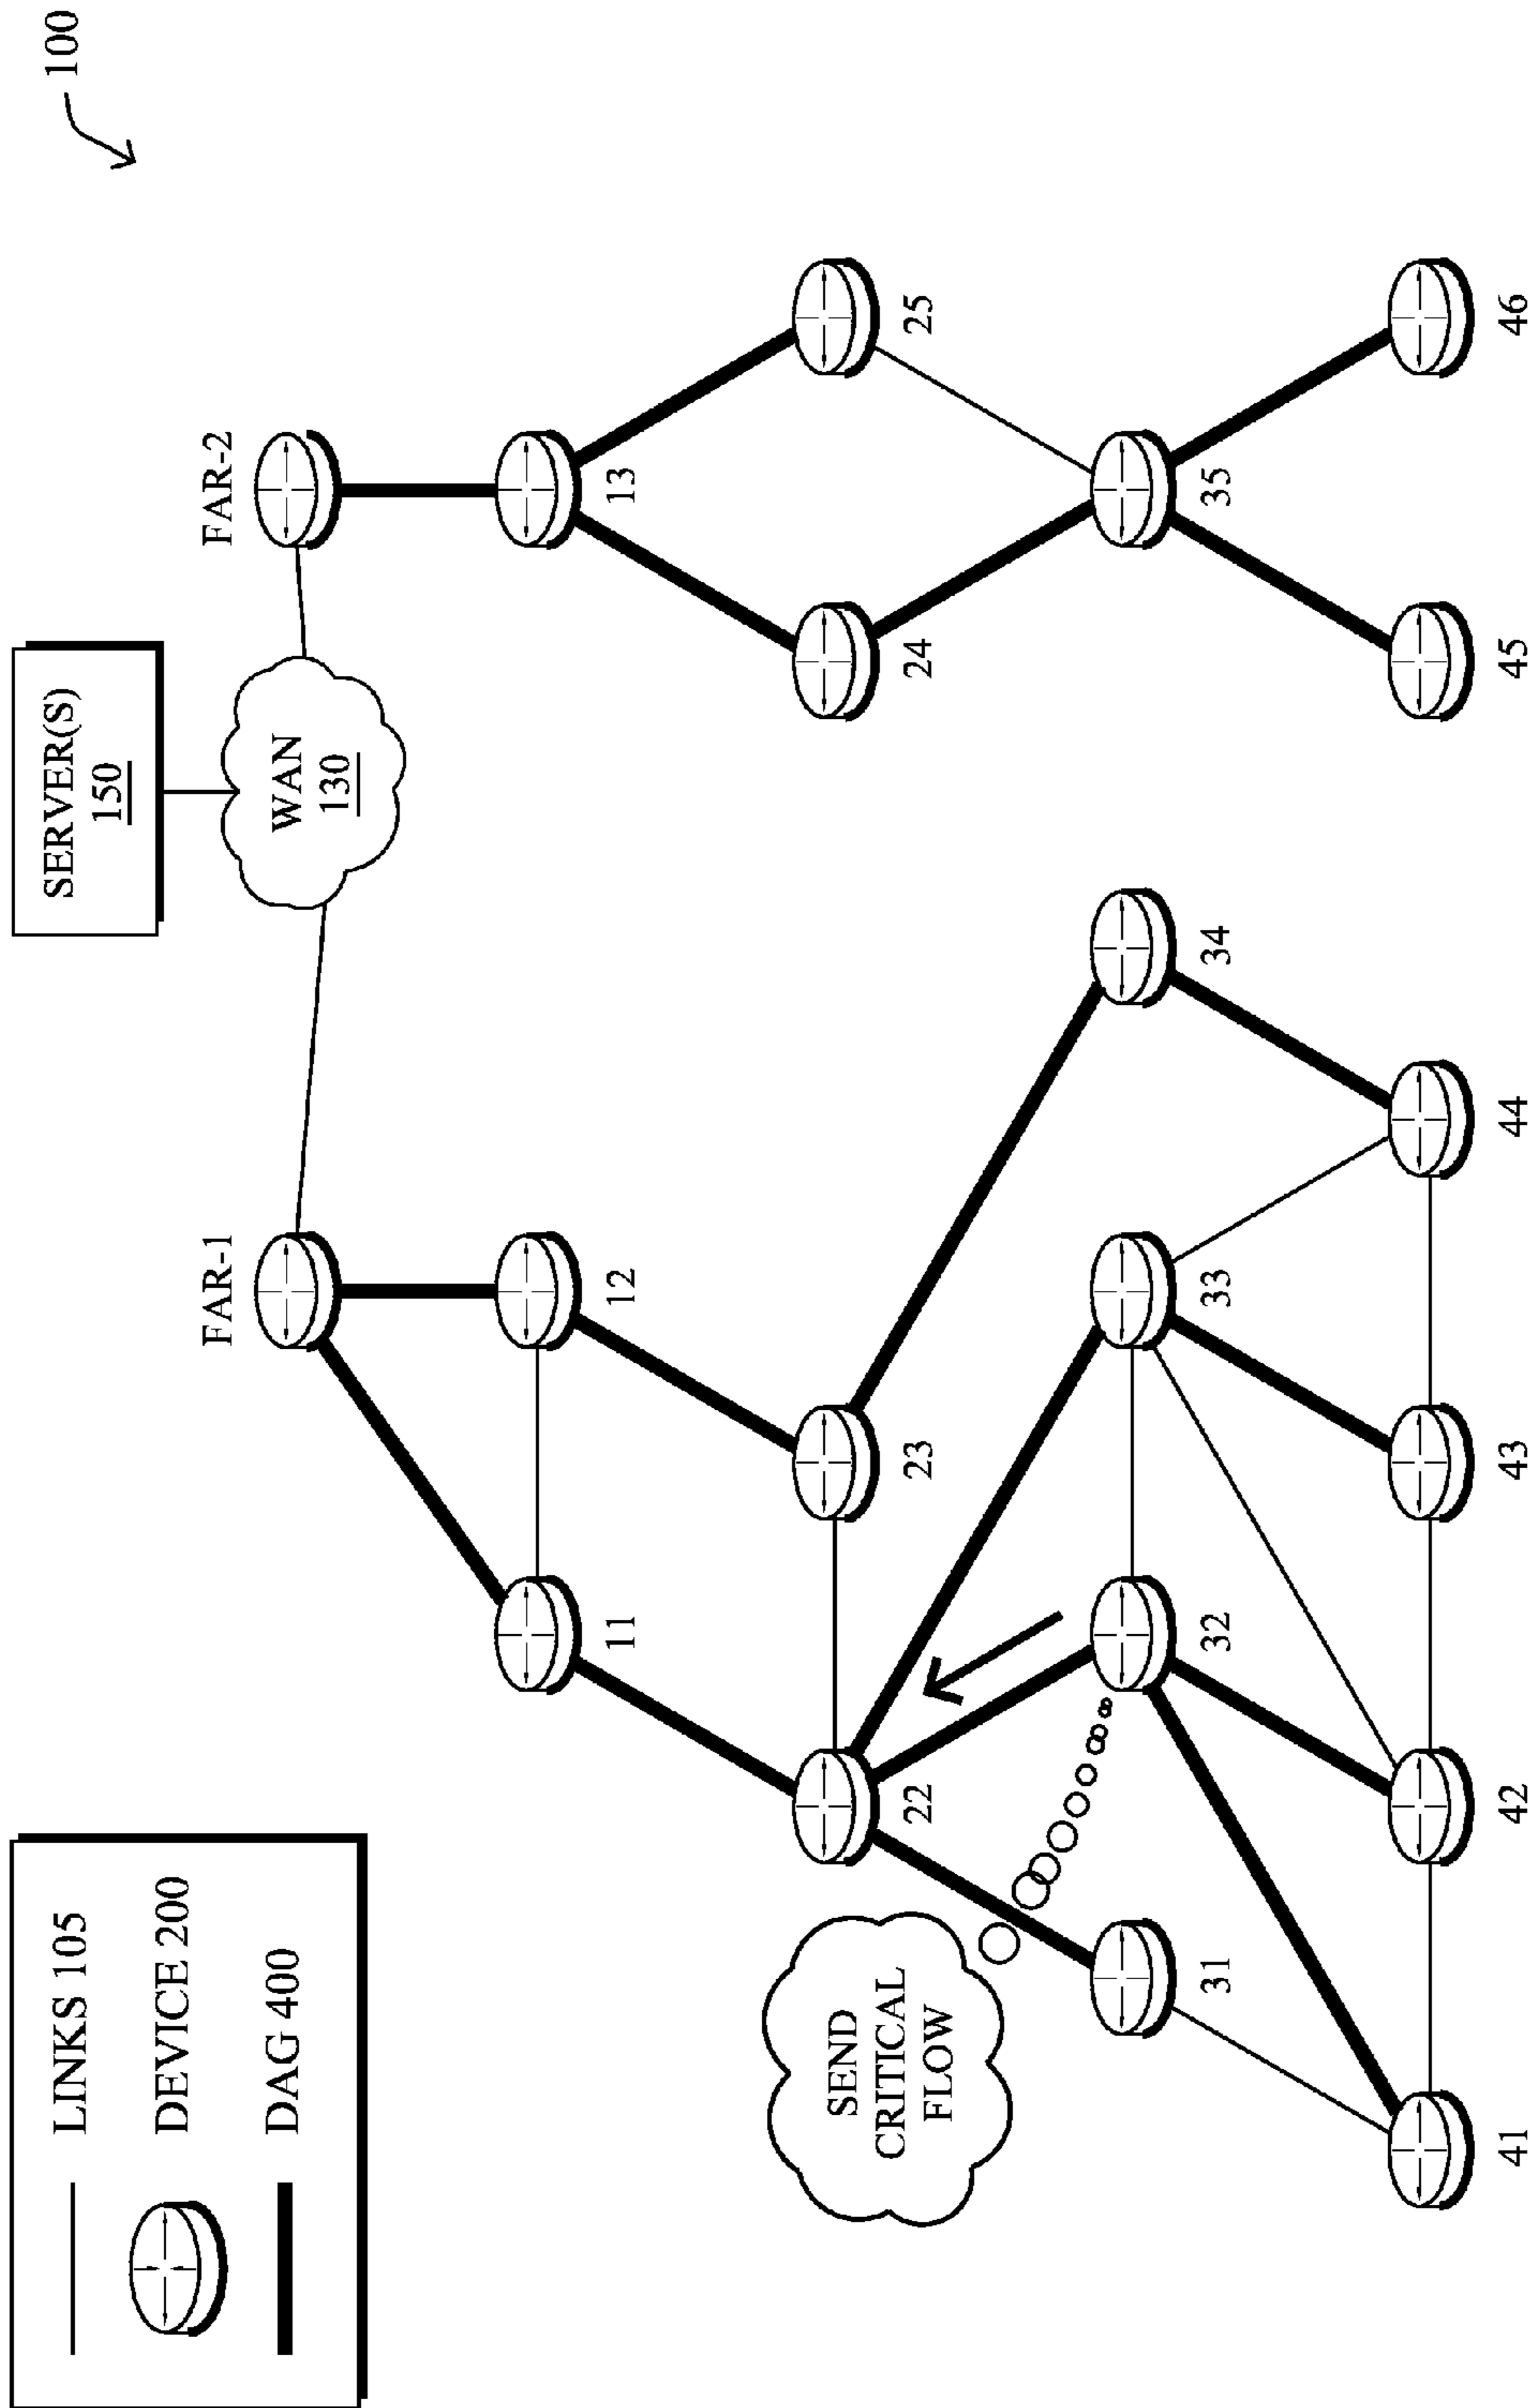 LINKS 105
DEVICE 200
DAG 400
SERVER(S)
150
100
WAN
130
FAR-1
FAR-2
11
12
13
22
23
24
25
SEND
CRITICAL
FLOW
31
32
33
34
35
41
42
43
44
45
46